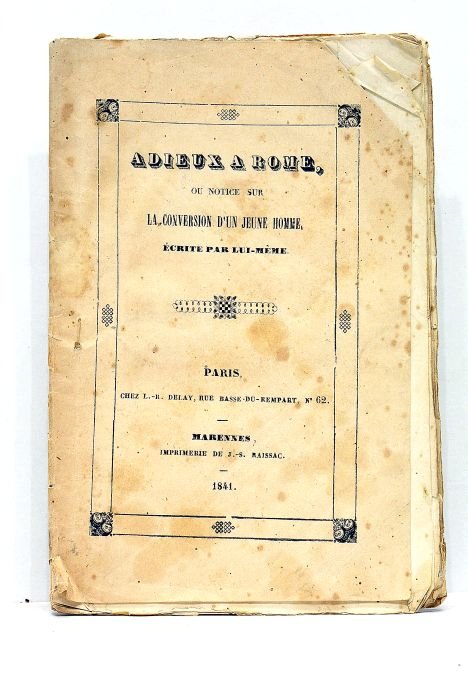 ADIEUX A ROME,
OU NOTICE SUR
LA CONVERSION D'UN JEUNE HOMME,
ÉCRITE PAR LUI-MÊME.
PARIS,
CHEZ L.-R. DELAY, RUE BASSE-DU-REMPART, N° 62.
MARENNES,
IMPRIMERIE DE J.-S. RAISSAC.
1841.